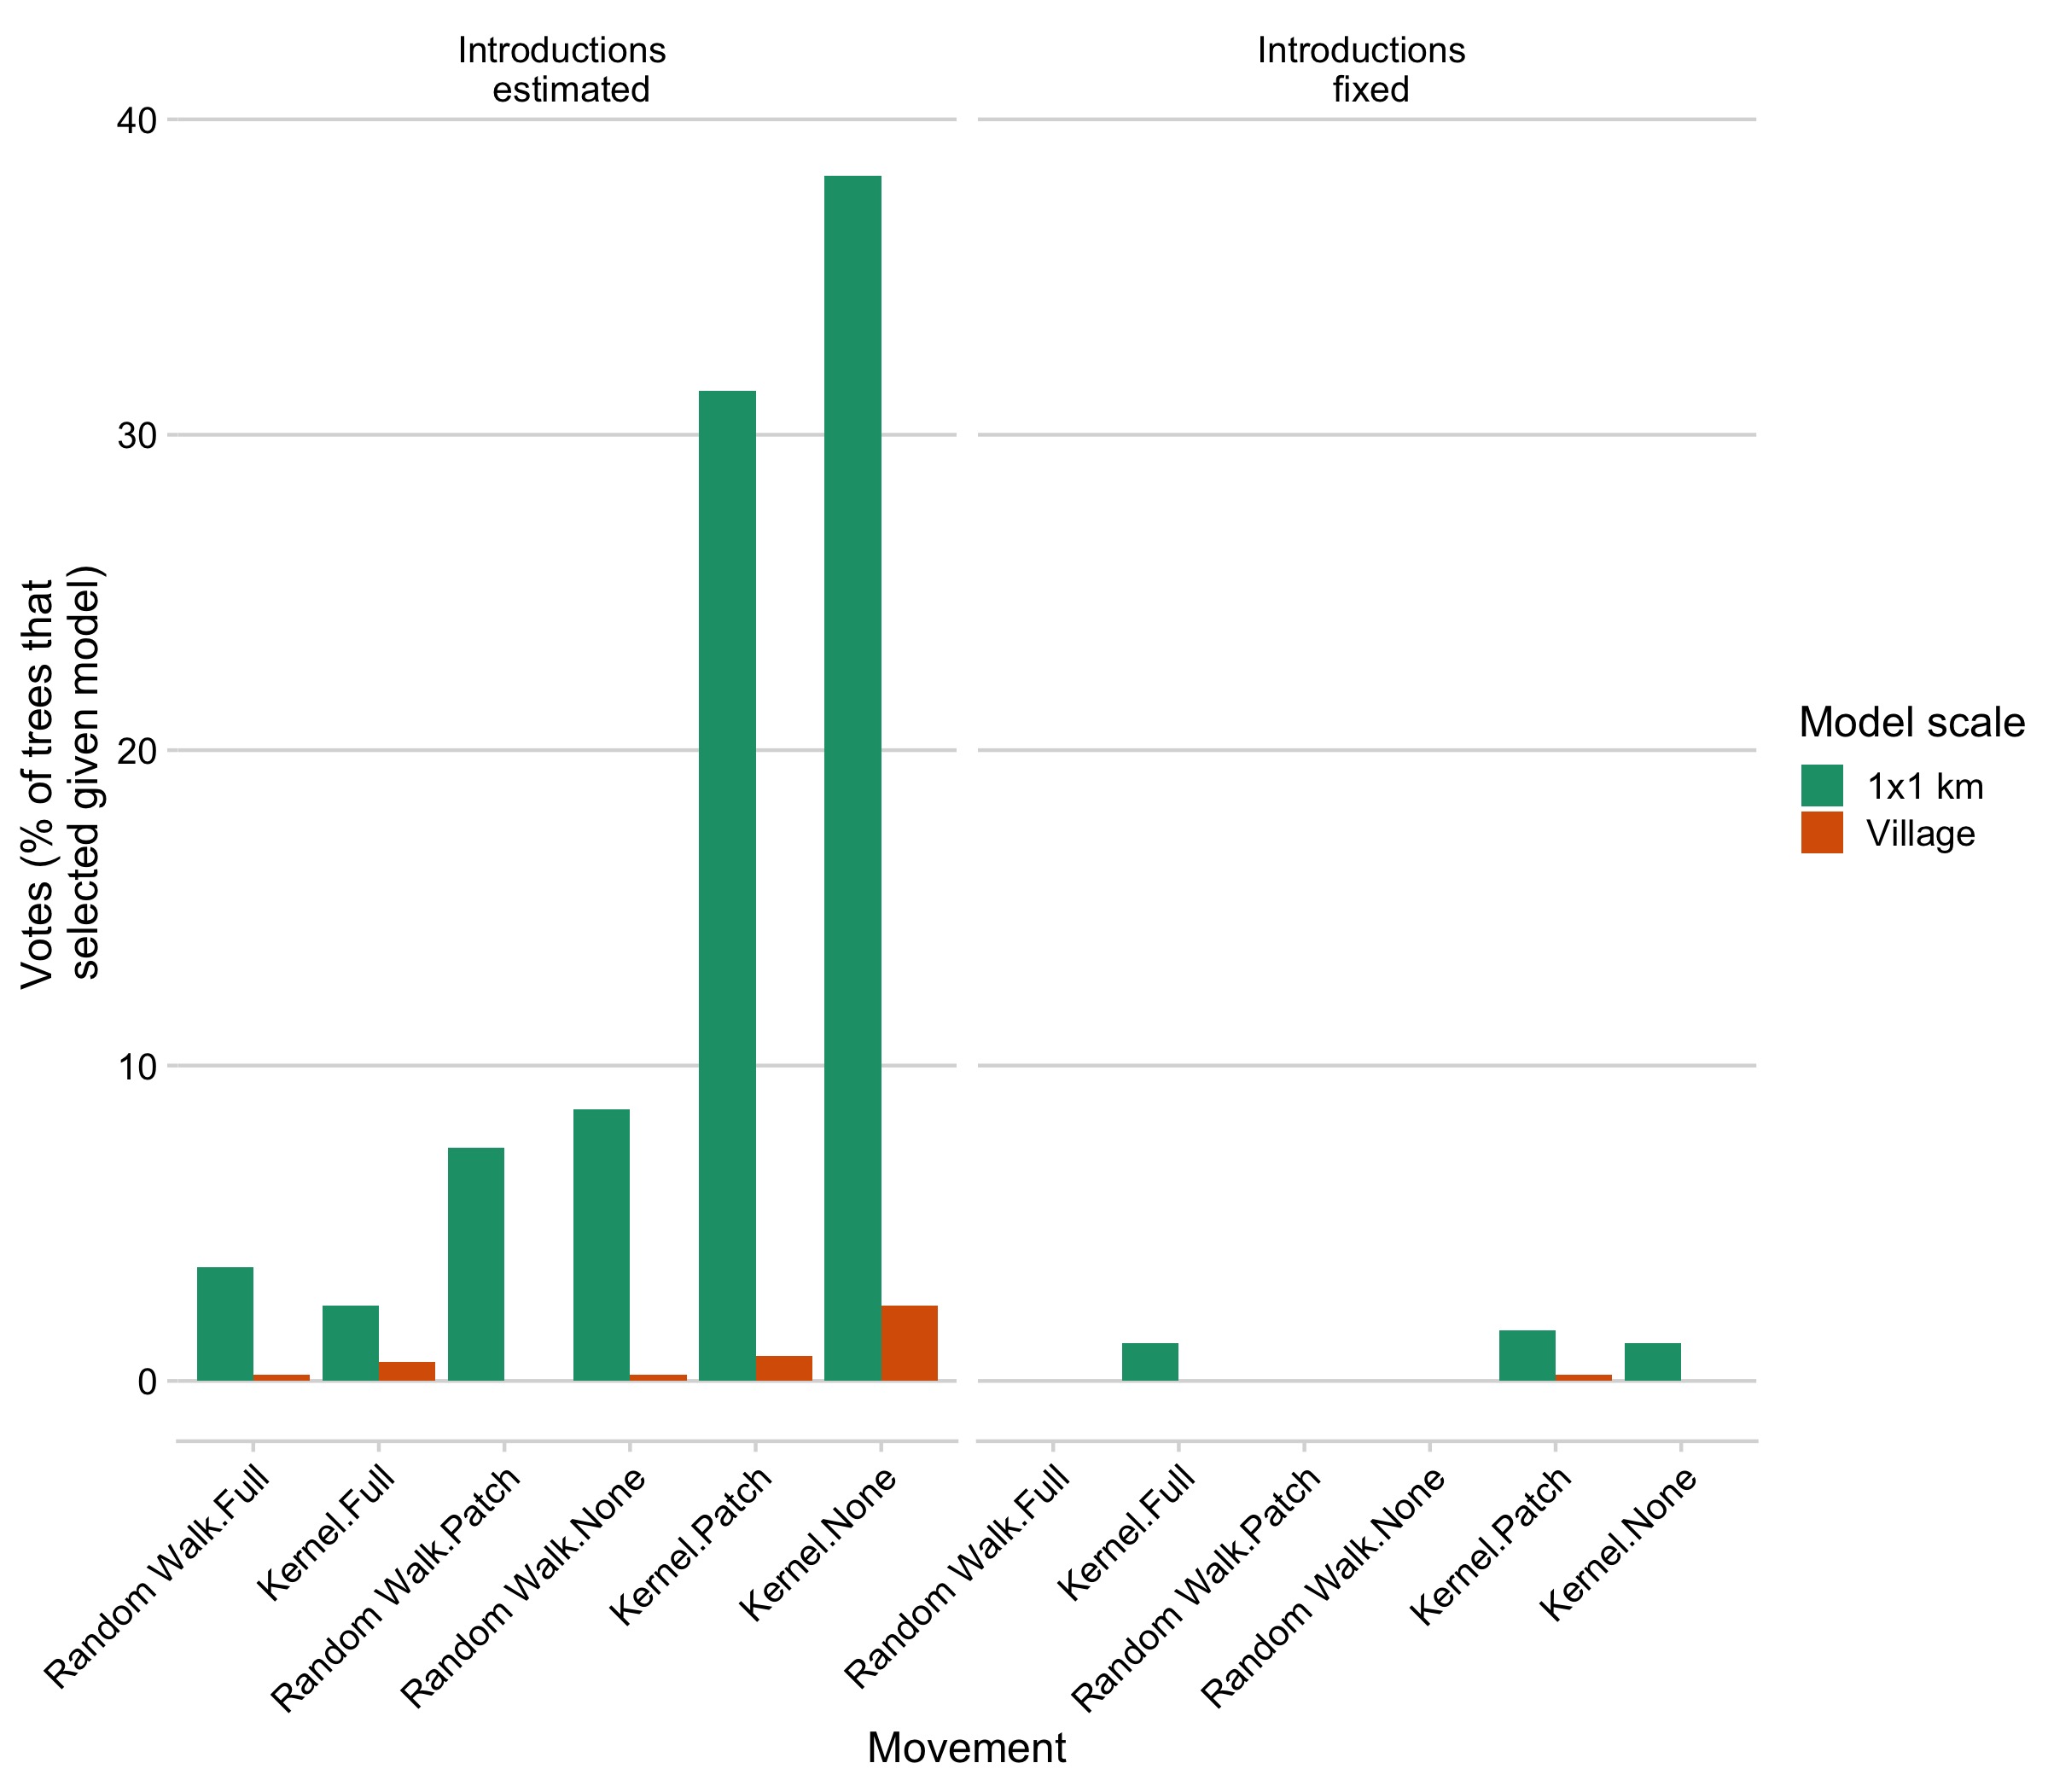 Introductions
estimated
Introductions
fixed
40
30
20
10
0
Votes (% of trees that
selected given model)
Random Walk.Full
Kernel.Full
Random Walk.Patch
Random Walk.None
Kernel.Patch
Kernel.None
Random Walk.Full
Kernel.Full
Random Walk.Patch
Random Walk.None
Kernel.Patch
Kernel.None
Movement
Model scale
1x1 km
Village